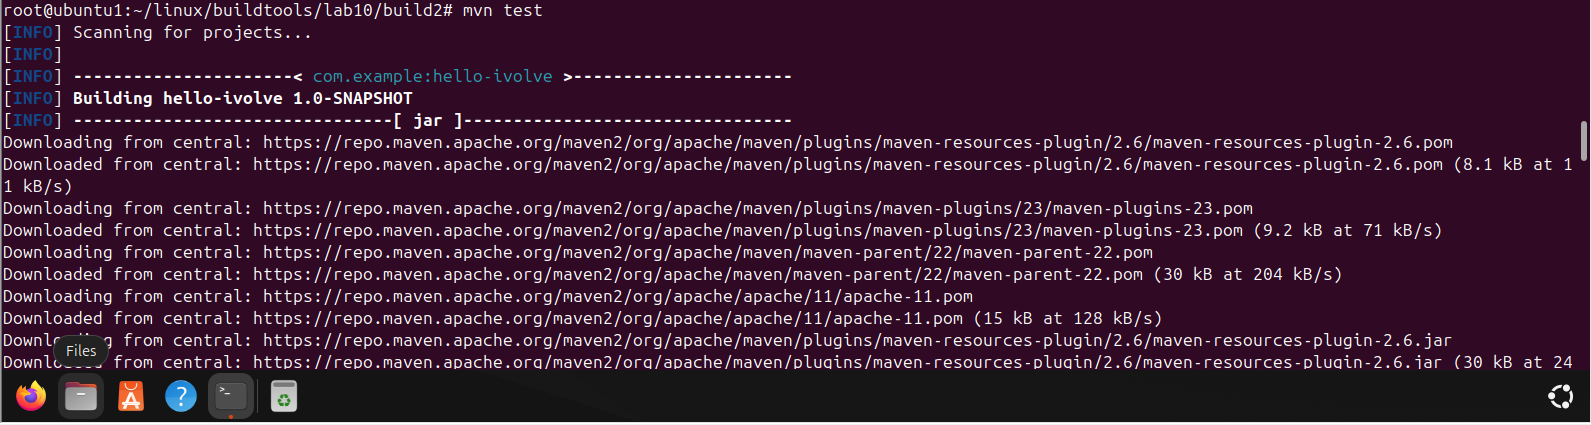 root@ubuntu1:~/linux/buildtools/lab10/build2# mvn test
[INFO] Scanning for projects...
[INFO]
[INFO] ----------------------< com.example:hello-ivolve >----------------------
[INFO] Building hello-ivolve 1.0-SNAPSHOT
[INFO] --------------------------------[ jar ]---------------------------------
Downloading from central: https://repo.maven.apache.org/maven2/org/apache/maven/plugins/maven-resources-plugin/2.6/maven-resources-plugin-2.6.pom
Downloaded from central: https://repo.maven.apache.org/maven2/org/apache/maven/plugins/maven-resources-plugin/2.6/maven-resources-plugin-2.6.pom (8.1 kB at 1
1 kB/s)
Downloading from central: https://repo.maven.apache.org/maven2/org/apache/maven/plugins/maven-plugins/23/maven-plugins-23.pom
Downloaded from central: https://repo.maven.apache.org/maven2/org/apache/maven/plugins/maven-plugins/23/maven-plugins-23.pom (9.2 kB at 71 kB/s)
Downloading from central: https://repo.maven.apache.org/maven2/org/apache/maven/maven-parent/22/maven-parent-22.pom
Downloaded from central: https://repo.maven.apache.org/maven2/org/apache/maven/maven-parent/22/maven-parent-22.pom (30 kB at 204 kB/s)
Downloading from central: https://repo.maven.apache.org/maven2/org/apache/apache/11/apache-11.pom
Downloaded from central: https://repo.maven.apache.org/maven2/org/apache/apache/11/apache-11.pom (15 kB at 128 kB/s)
Downloading from central: https://repo.maven.apache.org/maven2/org/apache/maven/plugins/maven-resources-plugin/2.6/maven-resources-plugin-2.6.jar
Files
Downloaded from central: https://repo.maven.apache.org/maven2/org/apache/maven/plugins/maven-resources-plugin/2.6/maven-resources-plugin-2.6.jar (30 kB at 24